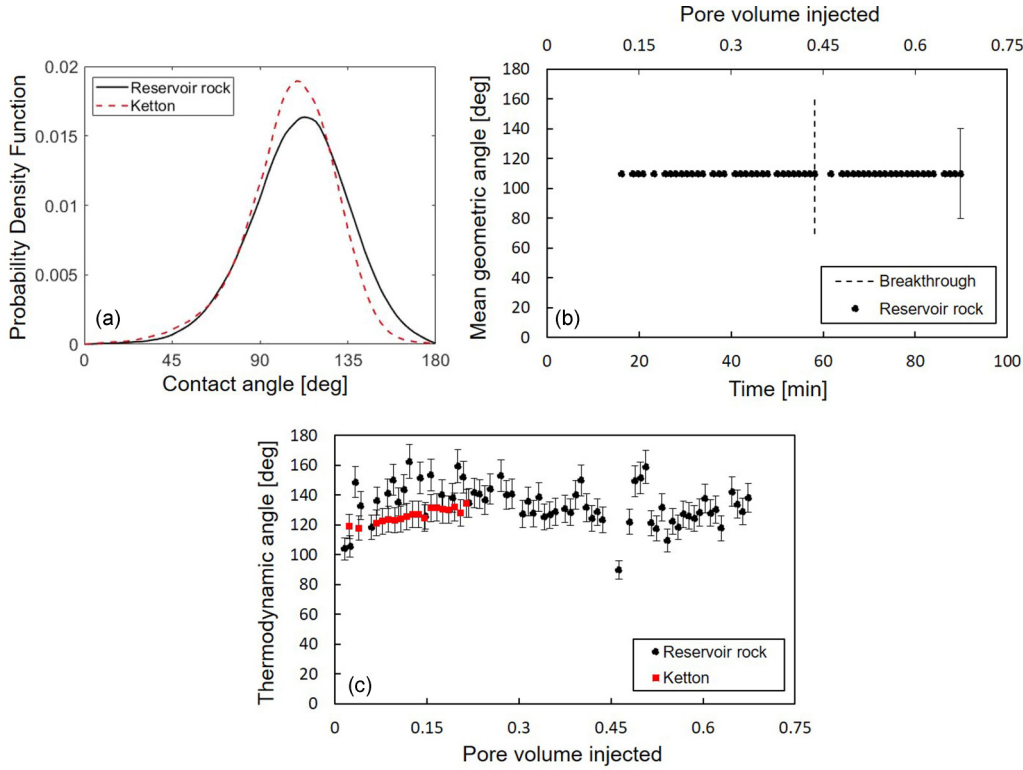 0.02
0.015
0.01
0.005
0
Probability Density Function
Reservoir rock
Ketton
(a)
0 45 90 135 180
Contact angle [deg]
Pore volume injected
0 0.15 0.3 0.45 0.6 0.75
180
160
140
120
100
80
60
40
20
0
Mean geometric angle [deg]
Breakthrough
Reservoir rock
(b)
0 20 40 60 80 100
Time [min]
180
160
140
120
100
80
60
40
20
0
Thermodynamic angle [deg]
Reservoir rock
Ketton
(c)
0 0.15 0.3 0.45 0.6 0.75
Pore volume injected